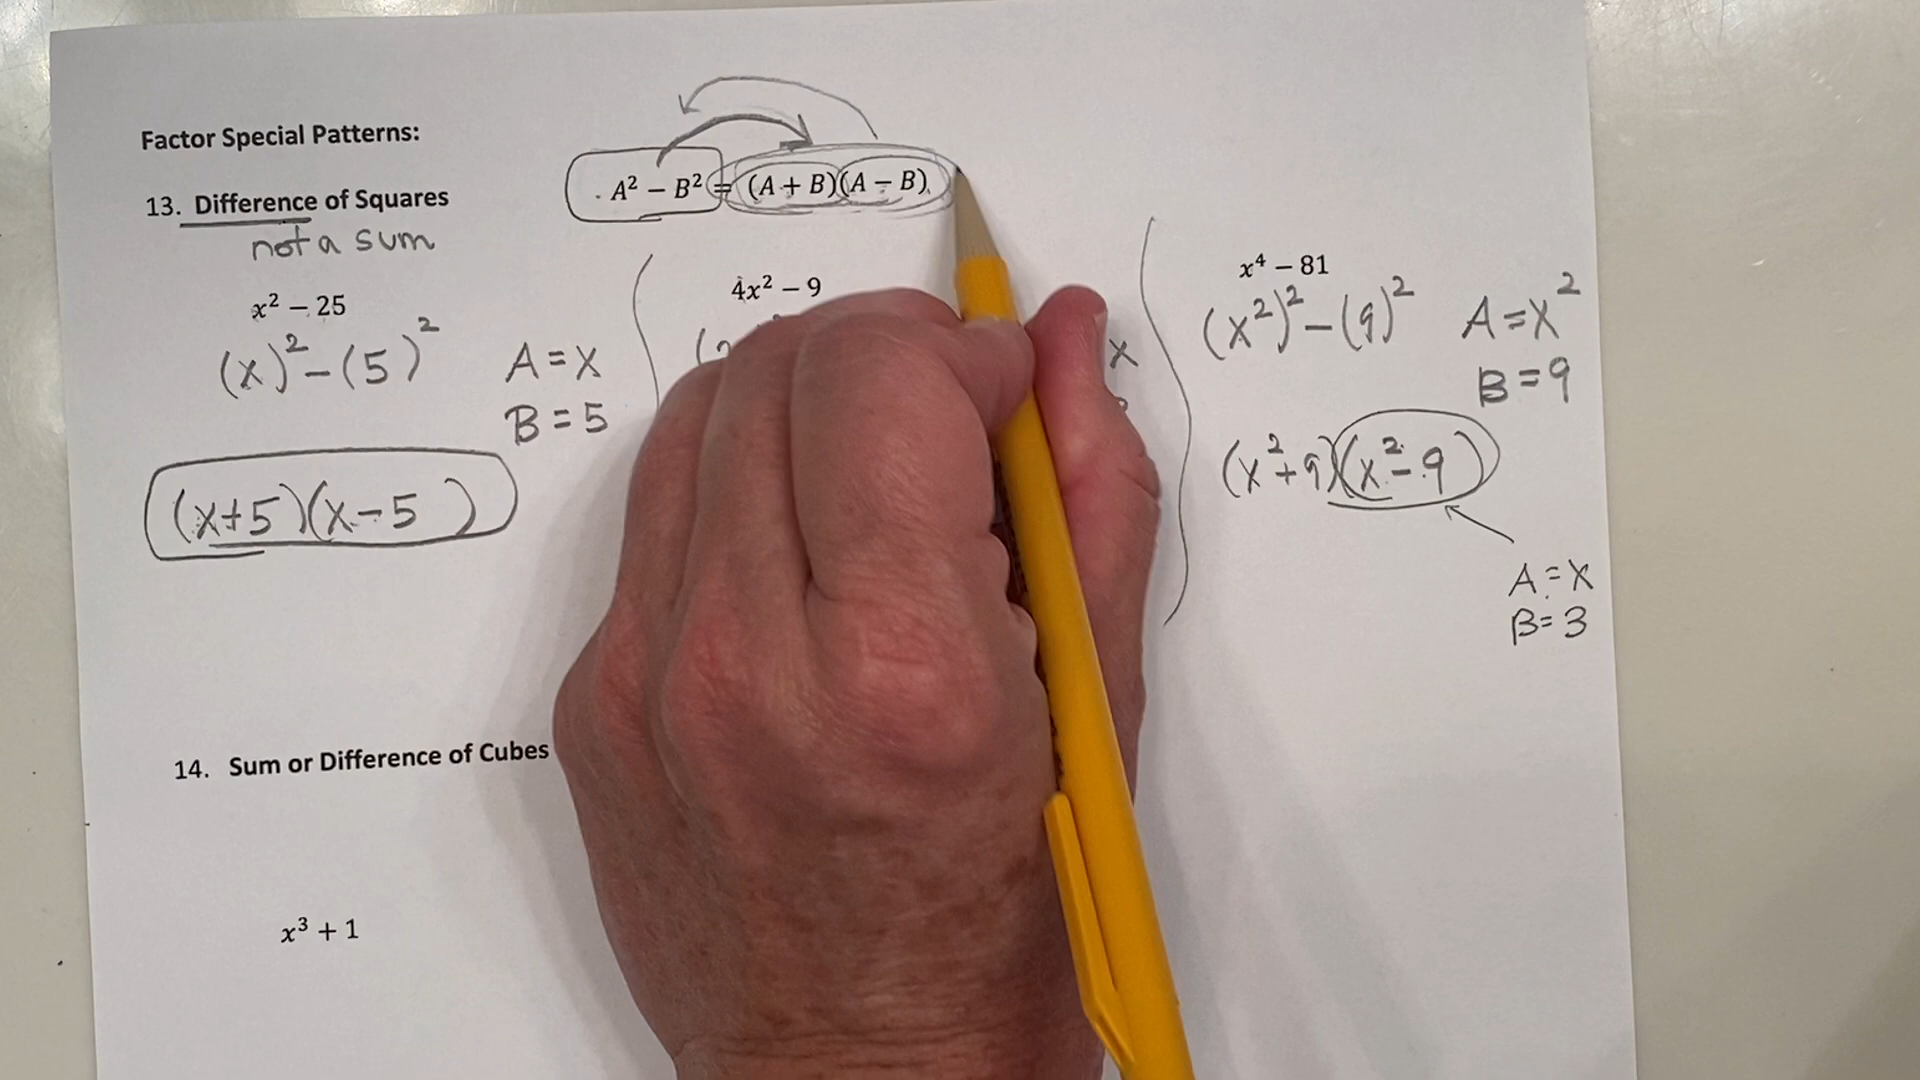 Factor Special Patterns:
13. Difference of Squares
A² − B² = (A + B)(A − B)
not a sum
x² − 25
(x)² − (5)²
A = x
B = 5
(x+5)(x−5)
4x² − 9
(2
x
x⁴ − 81
(x²)² − (9)²
A = x²
B = 9
(x²+9)(x²−9)
A = x
B = 3
14. Sum or Difference of Cubes
x³ + 1